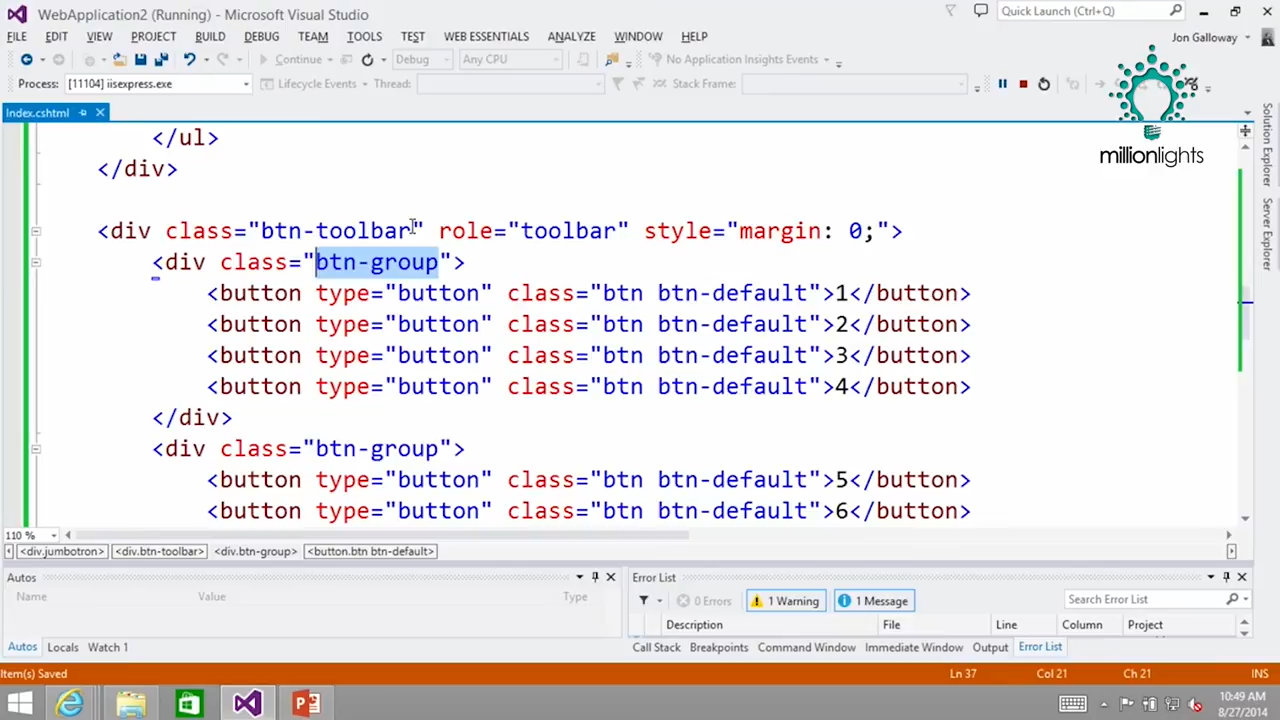 WebApplication2 (Running) - Microsoft Visual Studio
Quick Launch (Ctrl+Q)
FILE EDIT VIEW PROJECT BUILD DEBUG TEAM TOOLS TEST WEB ESSENTIALS ANALYZE WINDOW HELP
Jon Galloway
Continue Debug Any CPU No Application Insights Events
Process: [11104] iisexpress.exe Lifecycle Events Thread: Stack Frame:
Index.cshtml
millionlights
Solution Explorer
Server Explorer
</ul>
</div>
<div class="btn-toolbar" role="toolbar" style="margin: 0;">
<div class="btn-group">
<button type="button" class="btn btn-default">1</button>
<button type="button" class="btn btn-default">2</button>
<button type="button" class="btn btn-default">3</button>
<button type="button" class="btn btn-default">4</button>
</div>
<div class="btn-group">
<button type="button" class="btn btn-default">5</button>
<button type="button" class="btn btn-default">6</button>
110 %
<div.jumbotron> <div.btn-toolbar> <div.btn-group> <button.btn btn-default>
Autos
Name Value Type
Error List
0 Errors 1 Warning 1 Message Search Error List
Description File Line Column Project
Autos Locals Watch 1
Call Stack Breakpoints Command Window Immediate Window Output Error List
Item(s) Saved Ln 37 Col 21 Ch 21 INS
10:49 AM
8/27/2014